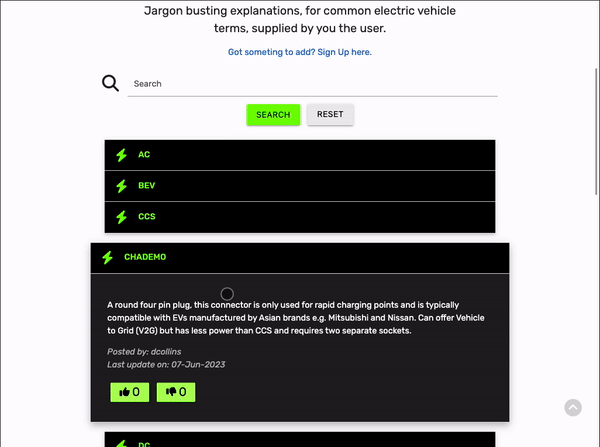 Jargon busting explanations, for common electric vehicle
terms, supplied by you the user.
Got someting to add? Sign Up here.
Search
SEARCH
RESET
AC
BEV
CCS
CHADEMO
A round four pin plug, this connector is only used for rapid charging points and is typically
compatible with EVs manufactured by Asian brands e.g. Mitsubishi and Nissan. Can offer Vehicle
to Grid (V2G) but has less power than CCS and requires two separate sockets.
Posted by: dcollins
Last update on: 07-Jun-2023
0
0
DC